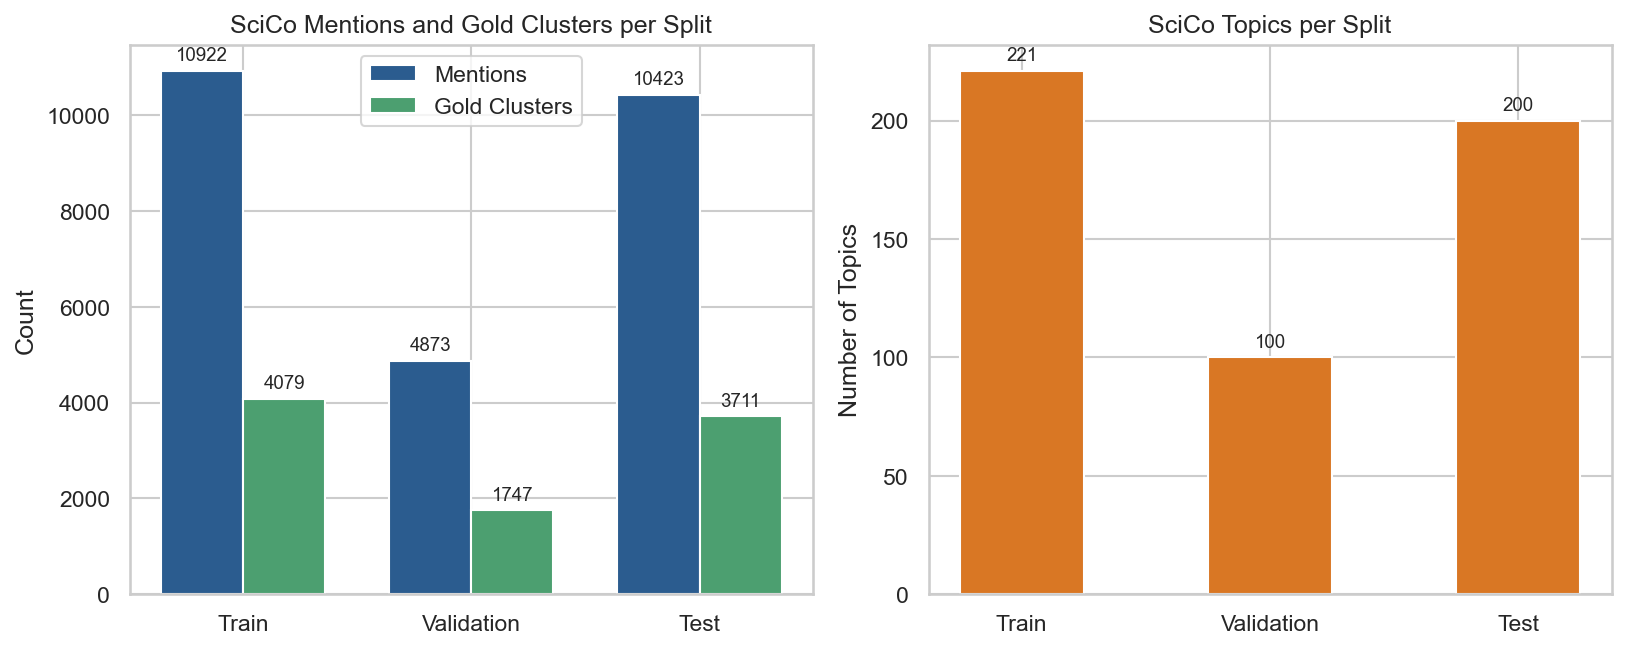 SciCo Mentions and Gold Clusters per Split
Count
10000
8000
6000
4000
2000
0
10922
4079
4873
1747
10423
3711
Mentions
Gold Clusters
Train
Validation
Test
SciCo Topics per Split
Number of Topics
200
150
100
50
0
221
100
200
Train
Validation
Test